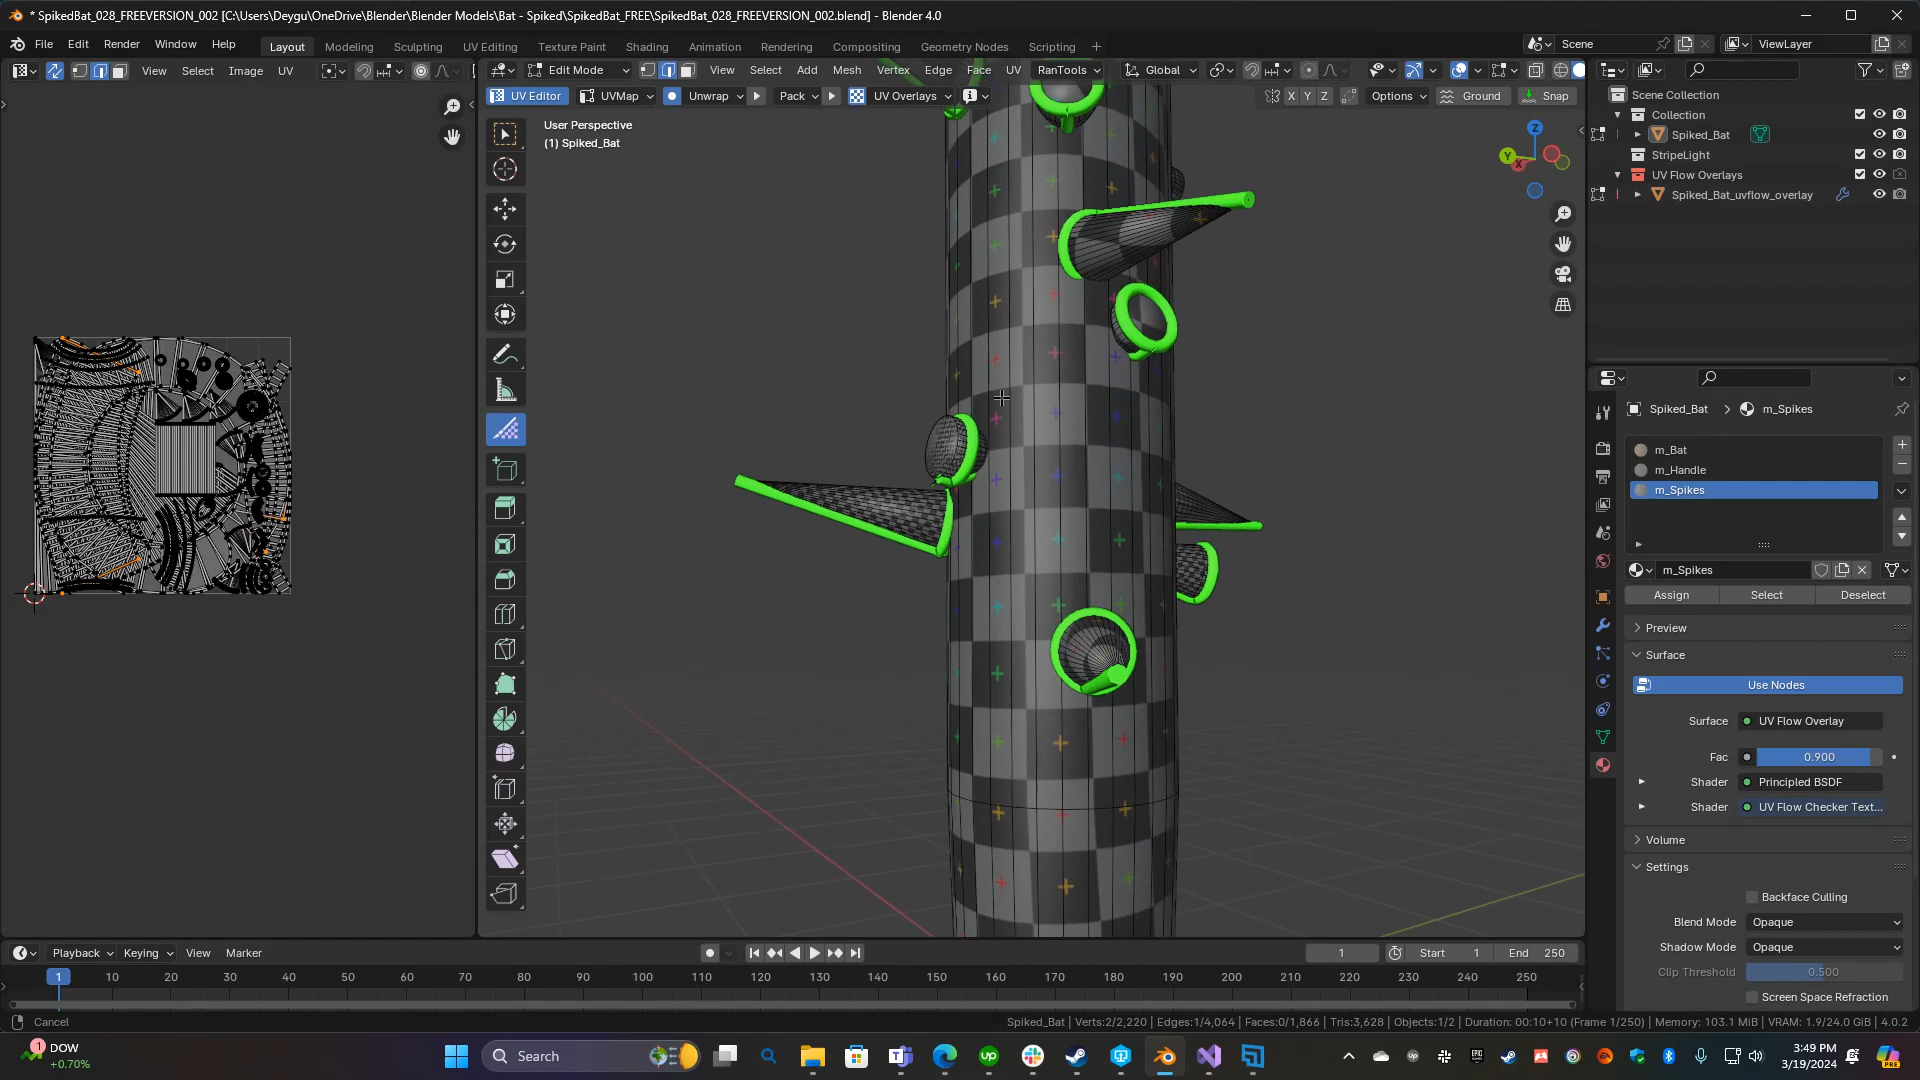 * SpikedBat_028_FREEVERSION_002 [C:\Users\Deygu\OneDrive\Blender\Blender Models\Bat - Spiked\SpikedBat_FREE\SpikedBat_028_FREEVERSION_002.blend] - Blender 4.0
File Edit Render Window Help Layout Modeling Sculpting UV Editing Texture Paint Shading Animation Rendering Compositing Geometry Nodes Scripting + Scene ViewLayer
View Select Image UV Edit Mode View Select Add Mesh Vertex Edge Face UV RanTools Global
UV Editor UVMap Unwrap Pack UV Overlays X Y Z Options Ground Snap
User Perspective
(1) Spiked_Bat
Z
Y
X
Scene Collection
Collection
Spiked_Bat
StripeLight
UV Flow Overlays
Spiked_Bat_uvflow_overlay
Spiked_Bat > m_Spikes
m_Bat
m_Handle
m_Spikes
m_Spikes
Assign Select Deselect
Preview
Surface
Use Nodes
Surface UV Flow Overlay
Fac 0.900
Shader Principled BSDF
Shader UV Flow Checker Text...
Volume
Settings
Backface Culling
Blend Mode Opaque
Shadow Mode Opaque
Clip Threshold 0.500
Screen Space Refraction
Playback Keying View Marker 1 Start 1 End 250
1 10 20 30 40 50 60 70 80 90 100 110 120 130 140 150 160 170 180 190 200 210 220 230 240 250
Cancel Spiked_Bat | Verts:2/2,220 | Edges:1/4,064 | Faces:0/1,866 | Tris:3,628 | Objects:1/2 | Duration: 00:10+10 (Frame 1/250) | Memory: 103.1 MiB | VRAM: 1.9/24.0 GiB | 4.0.2
1 DOW
+0.70%
Search
3:49 PM
3/19/2024